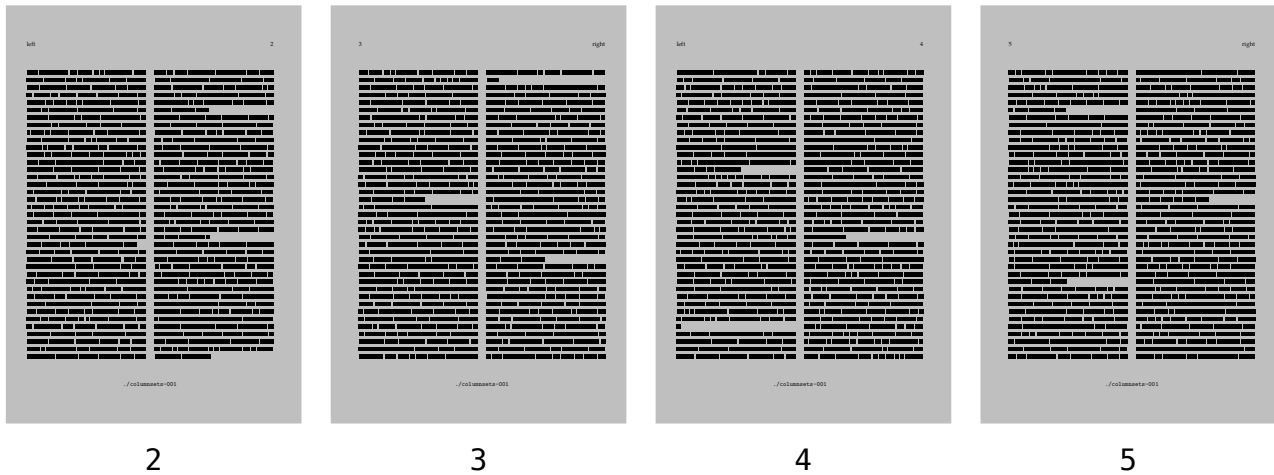 left 2
./columnsets-001
2
3 right
./columnsets-001
3
left 4
./columnsets-001
4
5 right
./columnsets-001
5